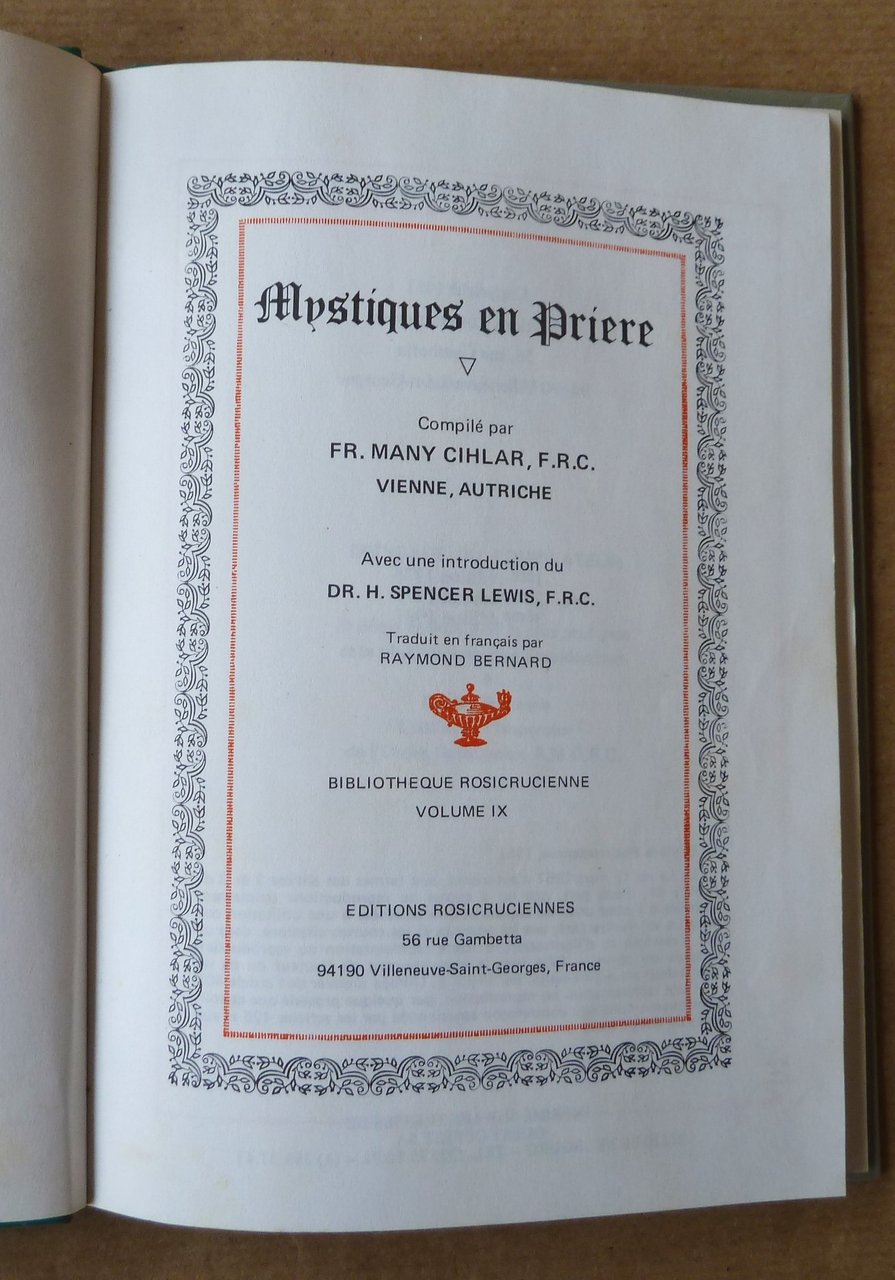 Mystiques en Priere
Compilé par
FR. MANY CIHLAR, F.R.C.
VIENNE, AUTRICHE
Avec une introduction du
DR. H. SPENCER LEWIS, F.R.C.
Traduit en français par
RAYMOND BERNARD
BIBLIOTHEQUE ROSICRUCIENNE
VOLUME IX
EDITIONS ROSICRUCIENNES
56 rue Gambetta
94190 Villeneuve-Saint-Georges, France